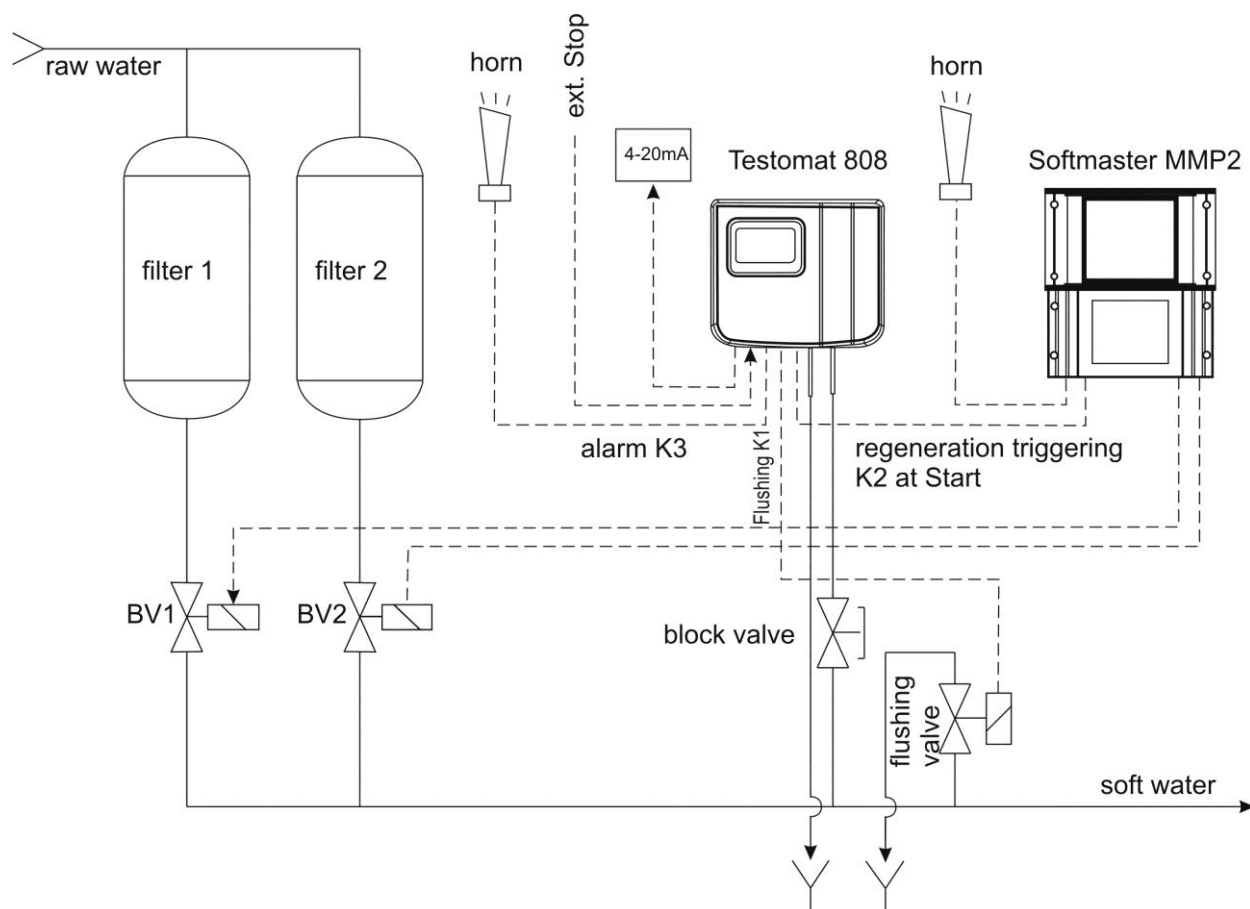 raw water
horn
ext. Stop
horn
4-20mA
Testomat 808
Softmaster MMP2
filter 1
filter 2
alarm K3
Flushing K1
regeneration triggering
K2 at Start
BV1
BV2
block valve
flushing
valve
soft water